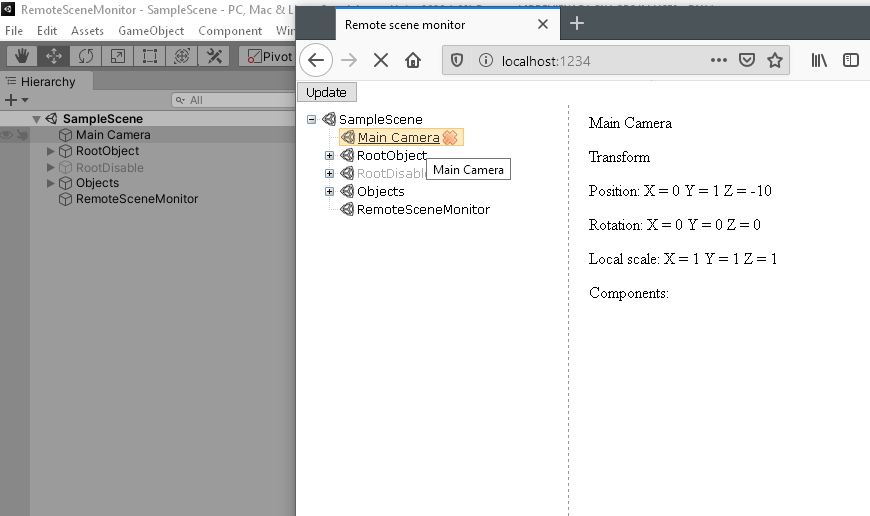 RemoteSceneMonitor - SampleScene - PC, Mac & L
File Edit Assets GameObject Component Win
Pivot
Hierarchy
All
SampleScene
Main Camera
RootObject
RootDisable
Objects
RemoteSceneMonitor
Remote scene monitor
localhost:1234
Update
SampleScene
Main Camera
RootObject
RootDisable
Main Camera
Objects
RemoteSceneMonitor
Main Camera
Transform
Position: X = 0 Y = 1 Z = -10
Rotation: X = 0 Y = 0 Z = 0
Local scale: X = 1 Y = 1 Z = 1
Components: